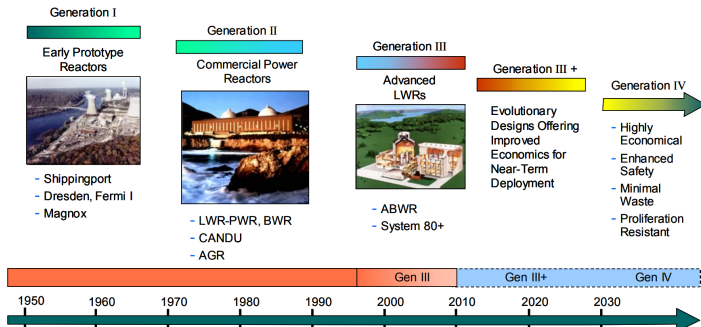 Generation I
Early Prototype
Reactors
- Shippingport
- Dresden, Fermi I
- Magnox
Generation II
Commercial Power
Reactors
- LWR-PWR, BWR
- CANDU
- AGR
Generation III
Advanced
LWRs
- ABWR
- System 80+
Generation III +
Evolutionary
Designs Offering
Improved
Economics for
Near-Term
Deployment
Generation IV
- Highly
Economical
- Enhanced
Safety
- Minimal
Waste
- Proliferation
Resistant
Gen III
Gen III+
Gen IV
1950
1960
1970
1980
1990
2000
2010
2020
2030